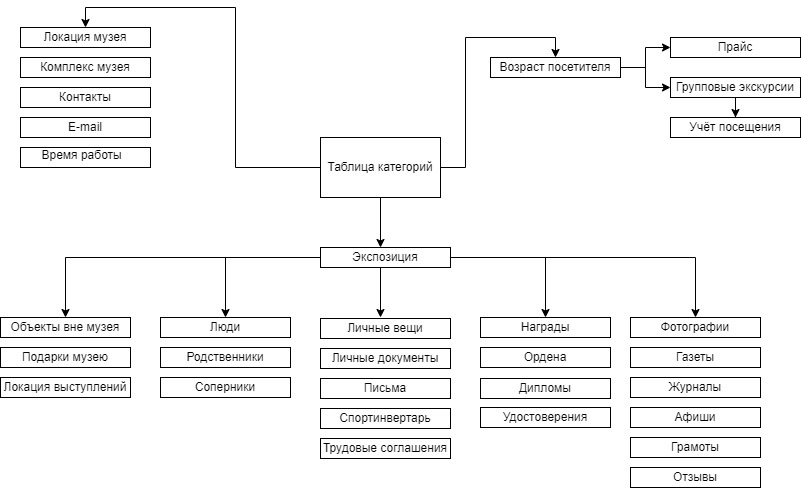 Локация музея
Комплекс музея
Контакты
E-mail
Время работы
Возраст посетителя
Прайс
Групповые экскурсии
Учёт посещения
Таблица категорий
Экспозиция
Объекты вне музея
Подарки музею
Локация выступлений
Люди
Родственники
Соперники
Личные вещи
Личные документы
Письма
Спортинвертарь
Трудовые соглашения
Награды
Ордена
Дипломы
Удостоверения
Фотографии
Газеты
Журналы
Афиши
Грамоты
Отзывы